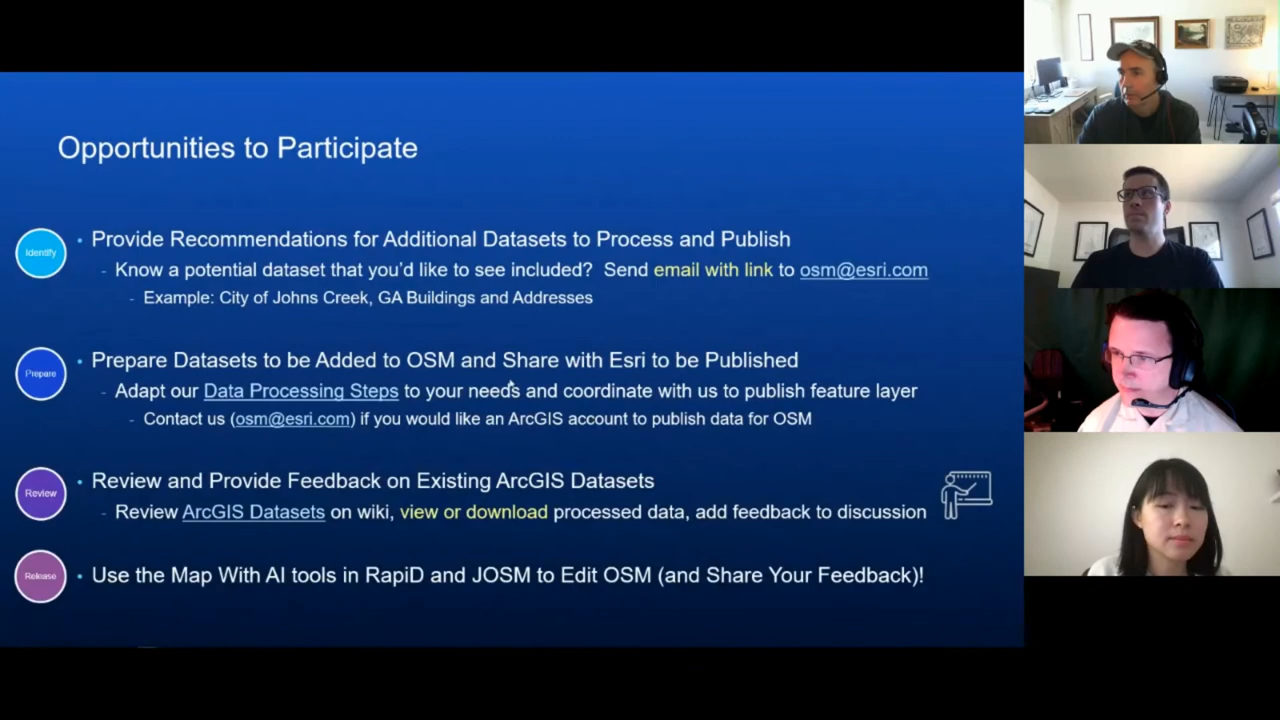 Opportunities to Participate
Identify
Provide Recommendations for Additional Datasets to Process and Publish
Know a potential dataset that you'd like to see included? Send email with link to osm@esri.com
Example: City of Johns Creek, GA Buildings and Addresses
Prepare
Prepare Datasets to be Added to OSM and Share with Esri to be Published
Adapt our Data Processing Steps to your needs and coordinate with us to publish feature layer
Contact us (osm@esri.com) if you would like an ArcGIS account to publish data for OSM
Review
Review and Provide Feedback on Existing ArcGIS Datasets
Review ArcGIS Datasets on wiki, view or download processed data, add feedback to discussion
Release
Use the Map With AI tools in RapiD and JOSM to Edit OSM (and Share Your Feedback)!